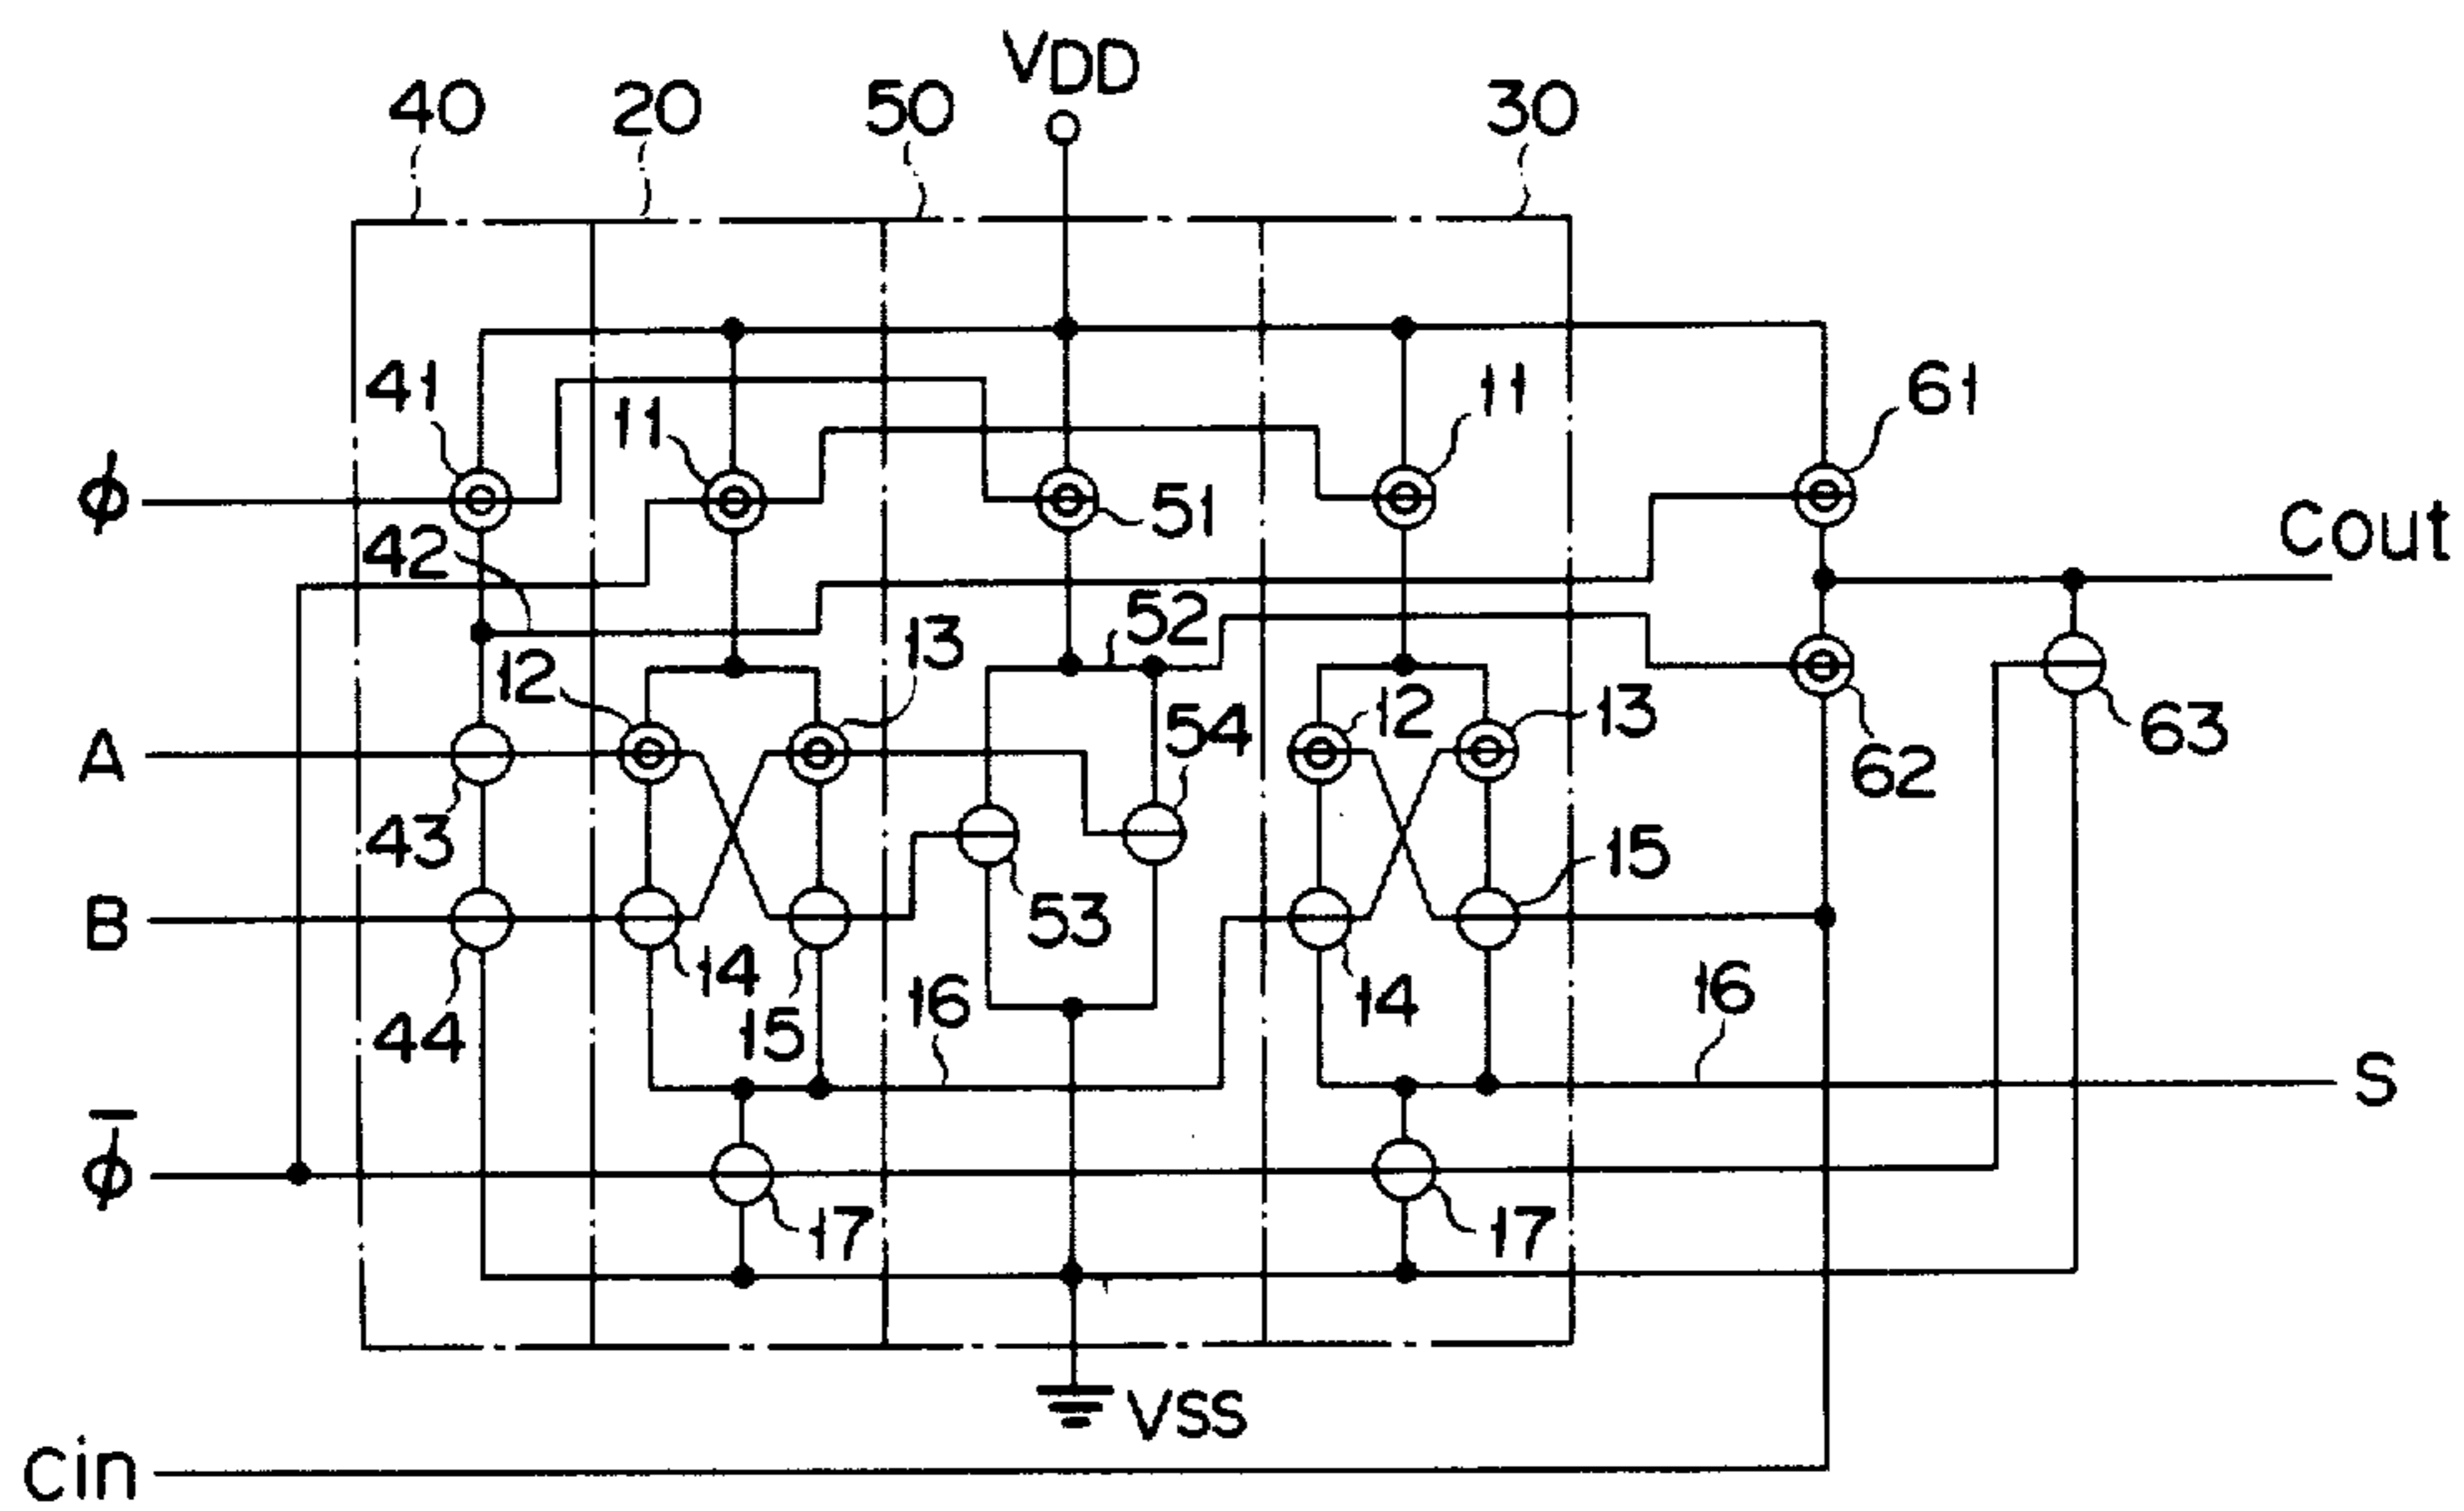 VDD
40 20 50 30
41 11 11 61
ϕ 51 Cout
42 52 13
12 12 13 63
A 54 62
43 15
B 53
14 16 14 16
44 15
S
ϕ̅ 17 17
VSS
Cin